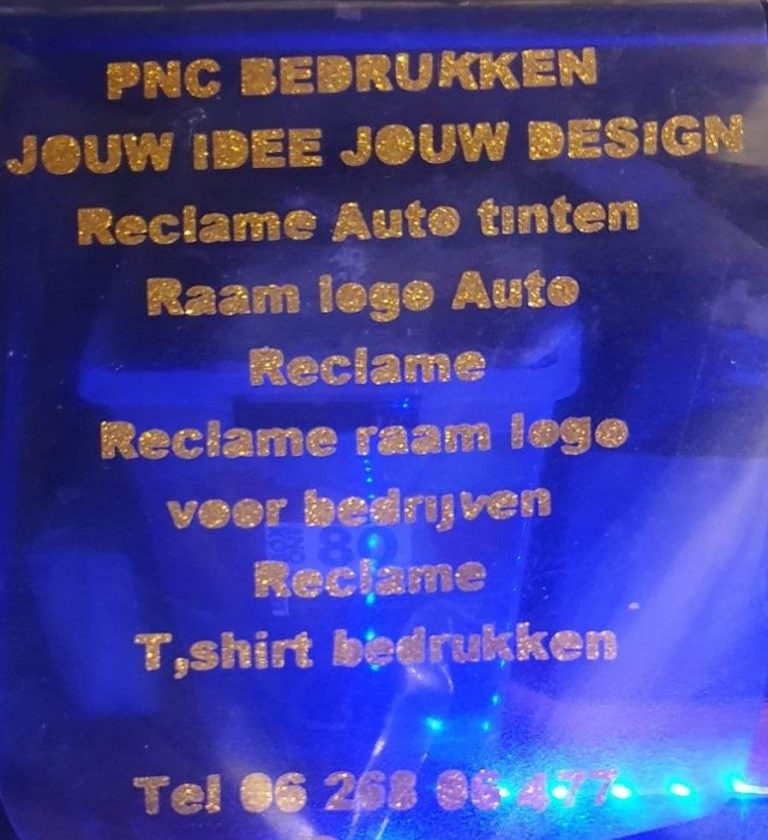 PNC BEDRUKKEN
JOUW IDEE JOUW DESIGN
Reclame Auto tinten
Raam logo Auto
Reclame
Reclame raam logo
voor bedrijven
Reclame
T,shirt bedrukken
Tel 06 268 06 477
80